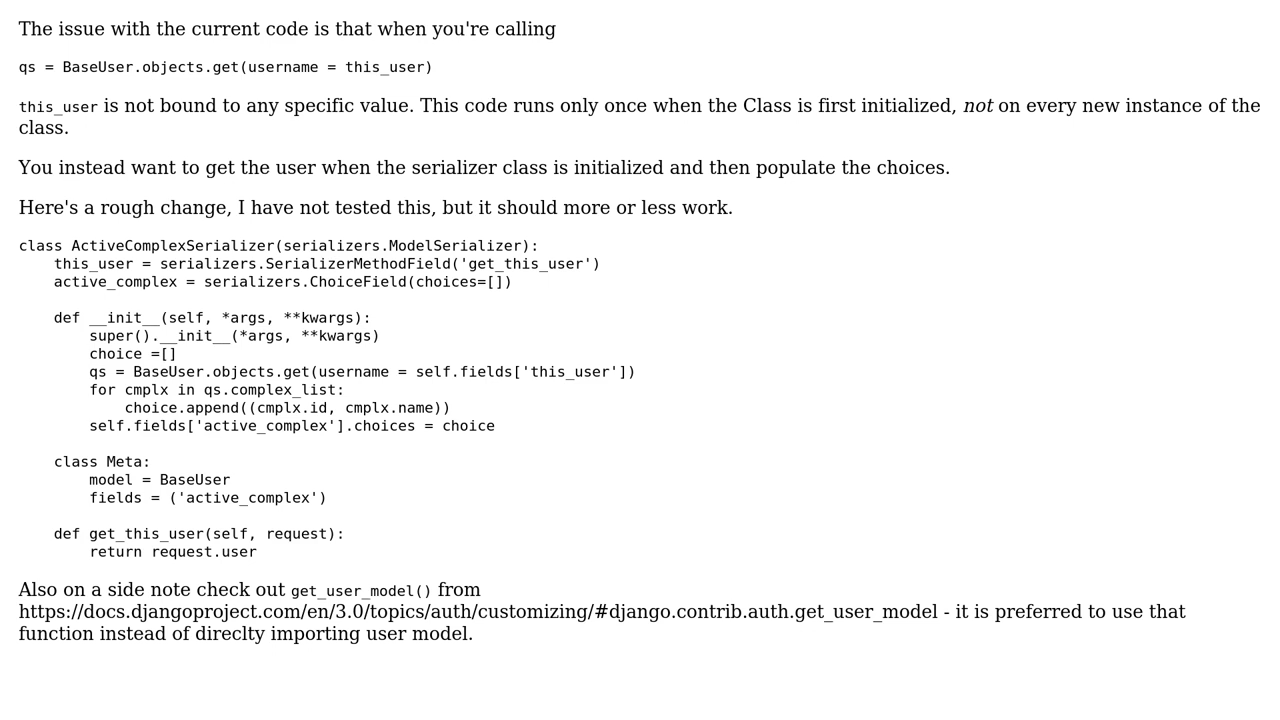 The issue with the current code is that when you're calling
qs = BaseUser.objects.get(username = this_user)
this_user is not bound to any specific value. This code runs only once when the Class is first initialized, not on every new instance of the
class.
You instead want to get the user when the serializer class is initialized and then populate the choices.
Here's a rough change, I have not tested this, but it should more or less work.
class ActiveComplexSerializer(serializers.ModelSerializer):
    this_user = serializers.SerializerMethodField('get_this_user')
    active_complex = serializers.ChoiceField(choices=[])
    def __init__(self, *args, **kwargs):
        super().__init__(*args, **kwargs)
        choice =[]
        qs = BaseUser.objects.get(username = self.fields['this_user'])
        for cmplx in qs.complex_list:
            choice.append((cmplx.id, cmplx.name))
        self.fields['active_complex'].choices = choice
    class Meta:
        model = BaseUser
        fields = ('active_complex')
    def get_this_user(self, request):
        return request.user
Also on a side note check out get_user_model() from
https://docs.djangoproject.com/en/3.0/topics/auth/customizing/#django.contrib.auth.get_user_model - it is preferred to use that
function instead of direclty importing user model.